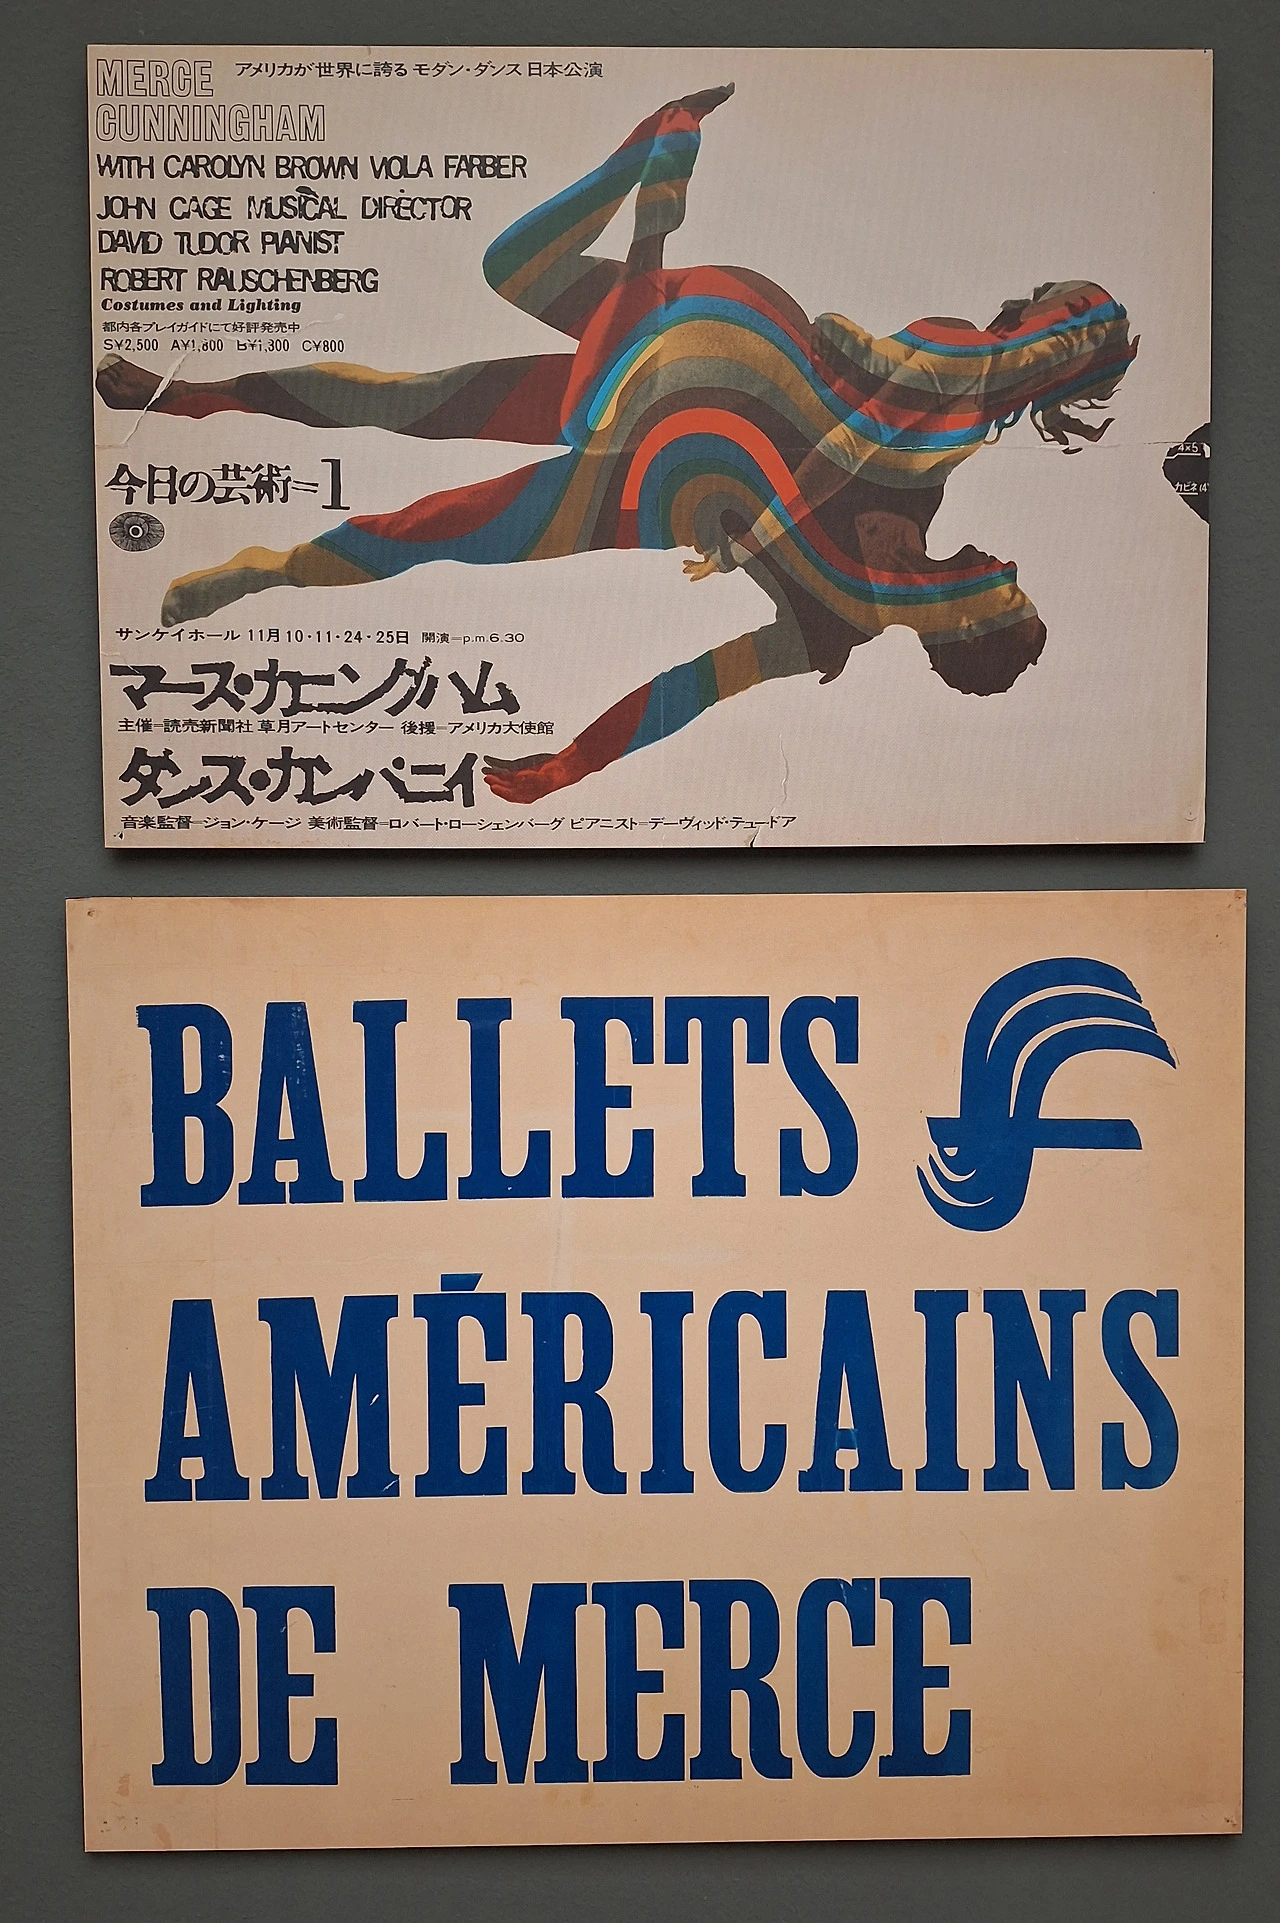 MERCE
CUNNINGHAM
アメリカが世界に誇る モダン・ダンス 日本公演
WITH CAROLYN BROWN VIOLA FARBER
JOHN CAGE MUSICAL DIRECTOR
DAVID TUDOR PIANIST
ROBERT RAUSCHENBERG
Costumes and Lighting
都内各プレイガイドにて好評発売中
S¥2,500 A¥1,800 B¥1,300 C¥800
4×5
カビネ(4
今日の芸術=1
サンケイホール 11月10・11・24・25日 開演=p.m.6.30
マース・カニングハム
主催=読売新聞社 草月アートセンター 後援=アメリカ大使館
ダンス・カンパニイ
音楽監督=ジョン・ケージ 美術監督=ロバート・ローシェンバーグ ピアニスト=デーヴィッド・テュードア
BALLETS
AMÉRICAINS
DE MERCE